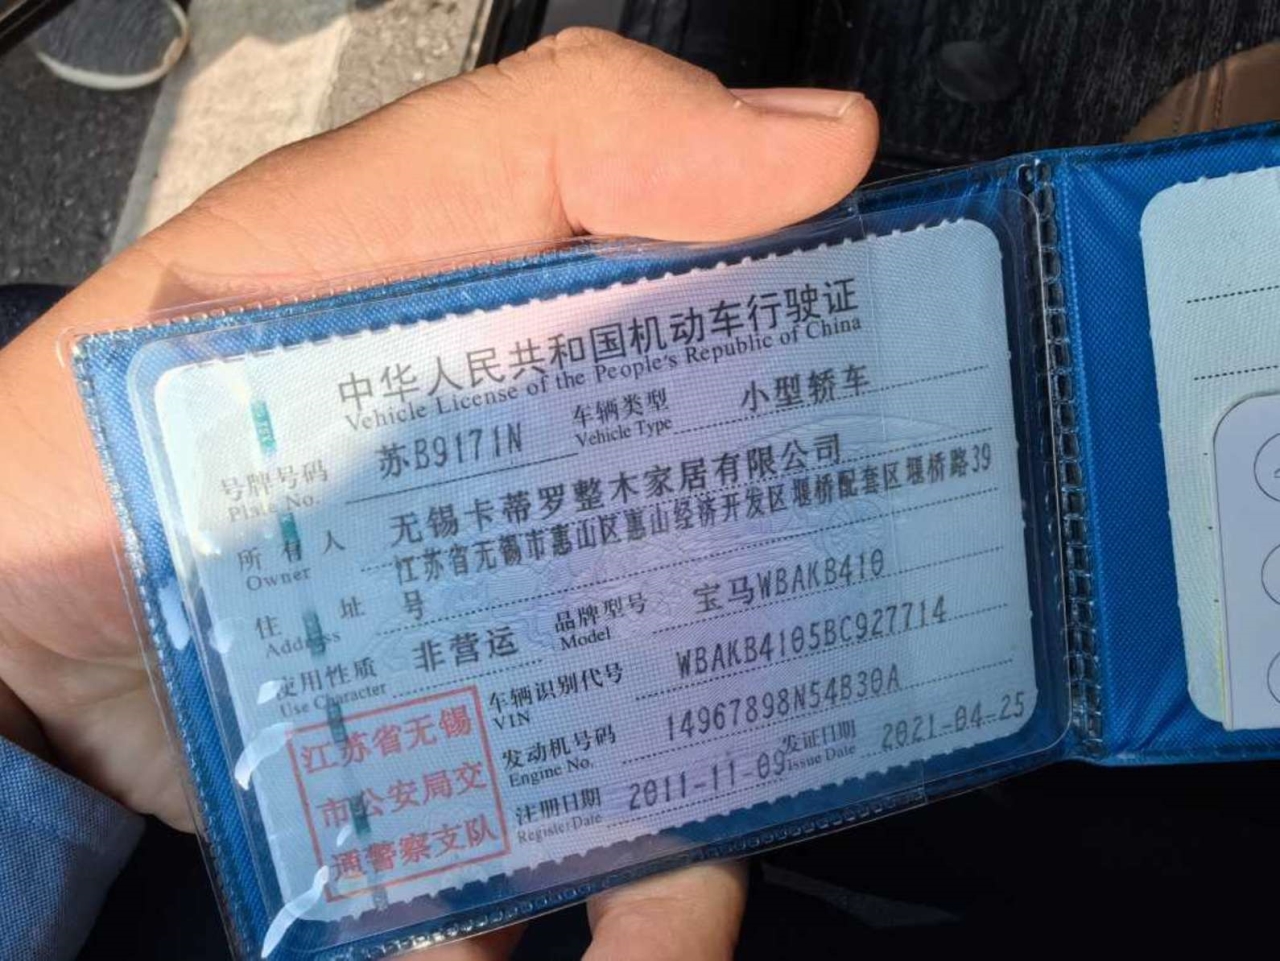 中华人民共和国机动车行驶证
Vehicle License of the People's Republic of China
号牌号码 苏B9171N 车辆类型 小型轿车
Plate No. Vehicle Type
所有人 无锡卡蒂罗整木家居有限公司
Owner
江苏省无锡市惠山区惠山经济开发区堰桥配套区堰桥路39
住址 号
Address
使用性质 非营运 品牌型号 宝马WBAKB410
Use Character Model
车辆识别代号 WBAKB4105BC927714
VIN
发动机号码 14967898N54B30A
Engine No.
注册日期 2011-11-09 发证日期 2021-04-25
Register Date Issue Date
江苏省无锡
市公安局交
通警察支队